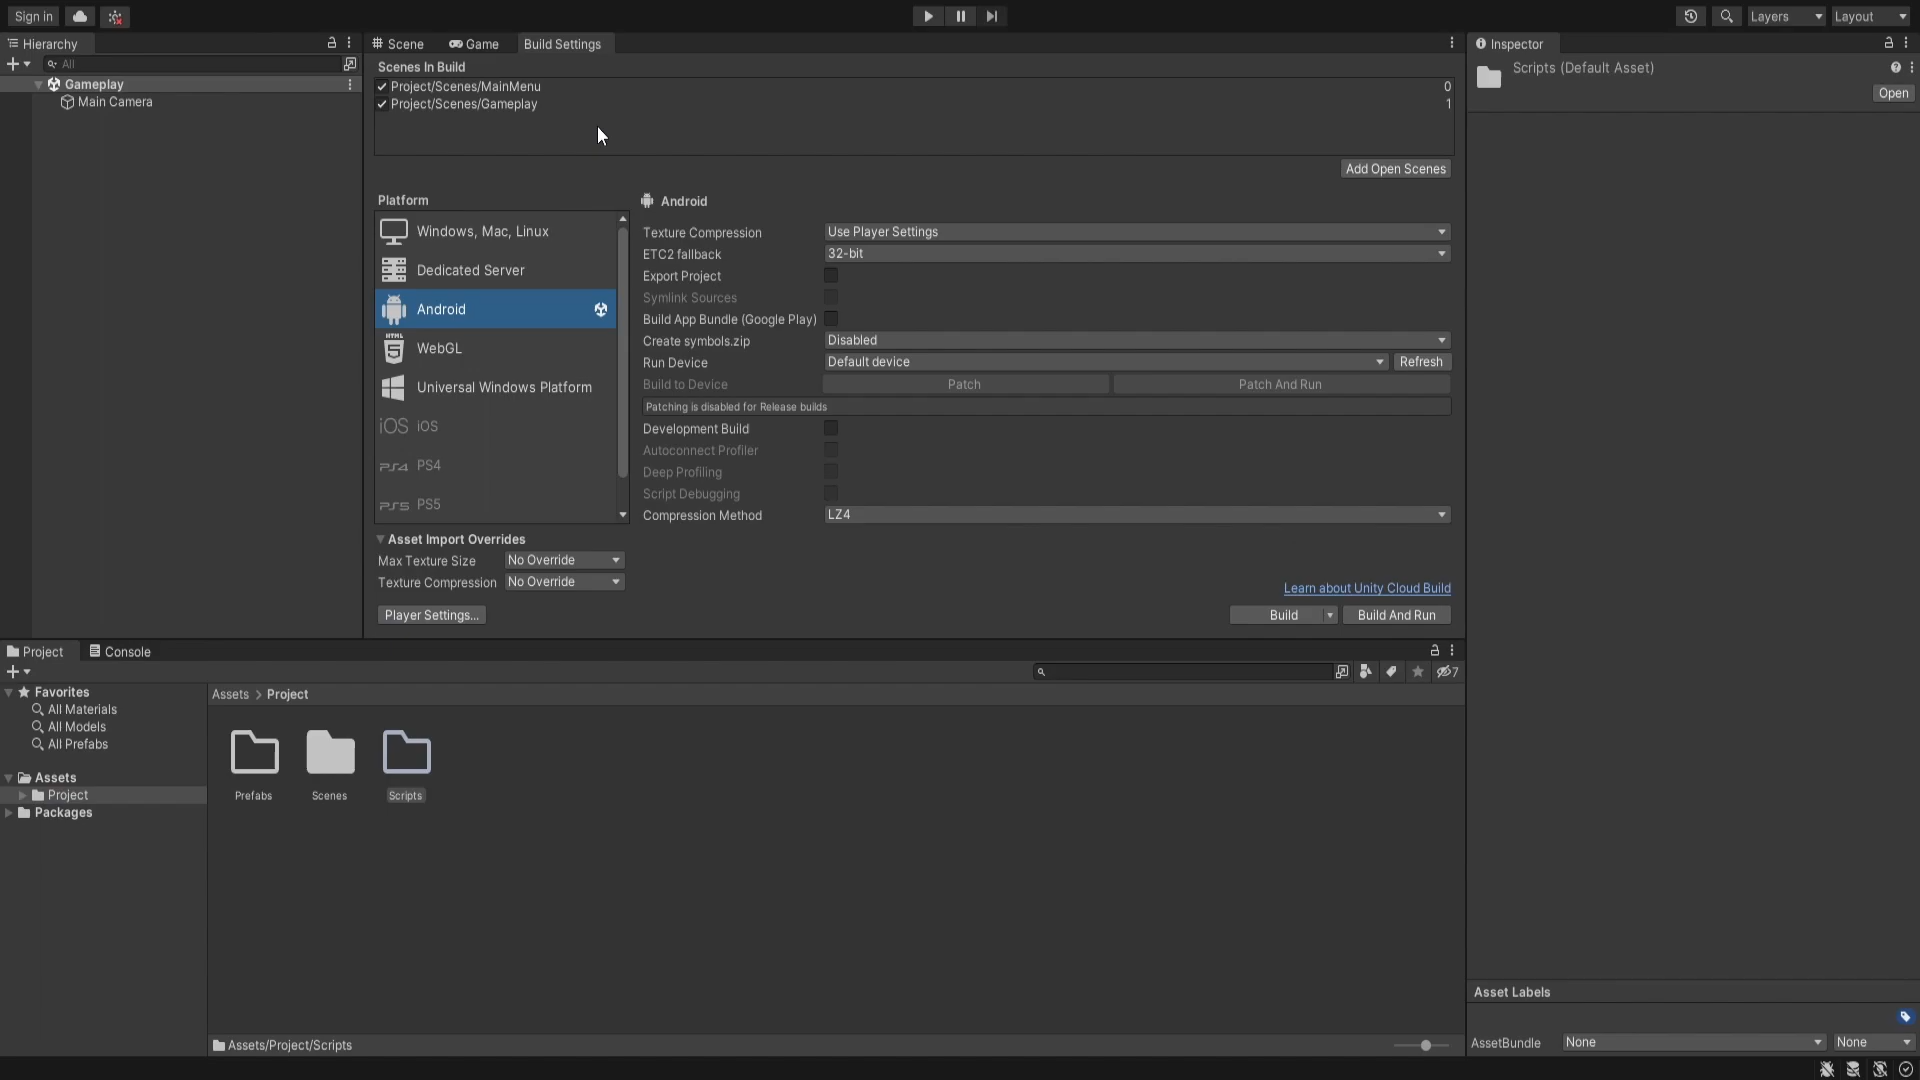 Sign in
Layers
Layout
Hierarchy
All
Gameplay
Main Camera
Scene
Game
Build Settings
Scenes In Build
Project/Scenes/MainMenu 0
Project/Scenes/Gameplay 1
Add Open Scenes
Platform
Windows, Mac, Linux
Dedicated Server
Android
WebGL
Universal Windows Platform
iOS iOS
PS4 PS4
PS5 PS5
HTML
5
Android
Texture Compression Use Player Settings
ETC2 fallback 32-bit
Export Project
Symlink Sources
Build App Bundle (Google Play)
Create symbols.zip Disabled
Run Device Default device Refresh
Build to Device Patch Patch And Run
Patching is disabled for Release builds
Development Build
Autoconnect Profiler
Deep Profiling
Script Debugging
Compression Method LZ4
Asset Import Overrides
Max Texture Size No Override
Texture Compression No Override
Learn about Unity Cloud Build
Player Settings...
Build
Build And Run
Inspector
Scripts (Default Asset)
Open
Project
Console
7
Favorites
All Materials
All Models
All Prefabs
Assets
Project
Packages
Assets > Project
Prefabs
Scenes
Scripts
Assets/Project/Scripts
Asset Labels
AssetBundle None None